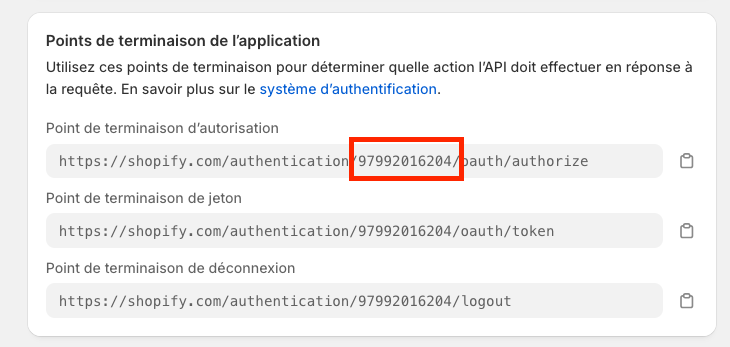 Points de terminaison de l’application
Utilisez ces points de terminaison pour déterminer quelle action l’API doit effectuer en réponse à
la requête. En savoir plus sur le système d’authentification.
Point de terminaison d’autorisation
https://shopify.com/authentication/97992016204/oauth/authorize
Point de terminaison de jeton
https://shopify.com/authentication/97992016204/oauth/token
Point de terminaison de déconnexion
https://shopify.com/authentication/97992016204/logout